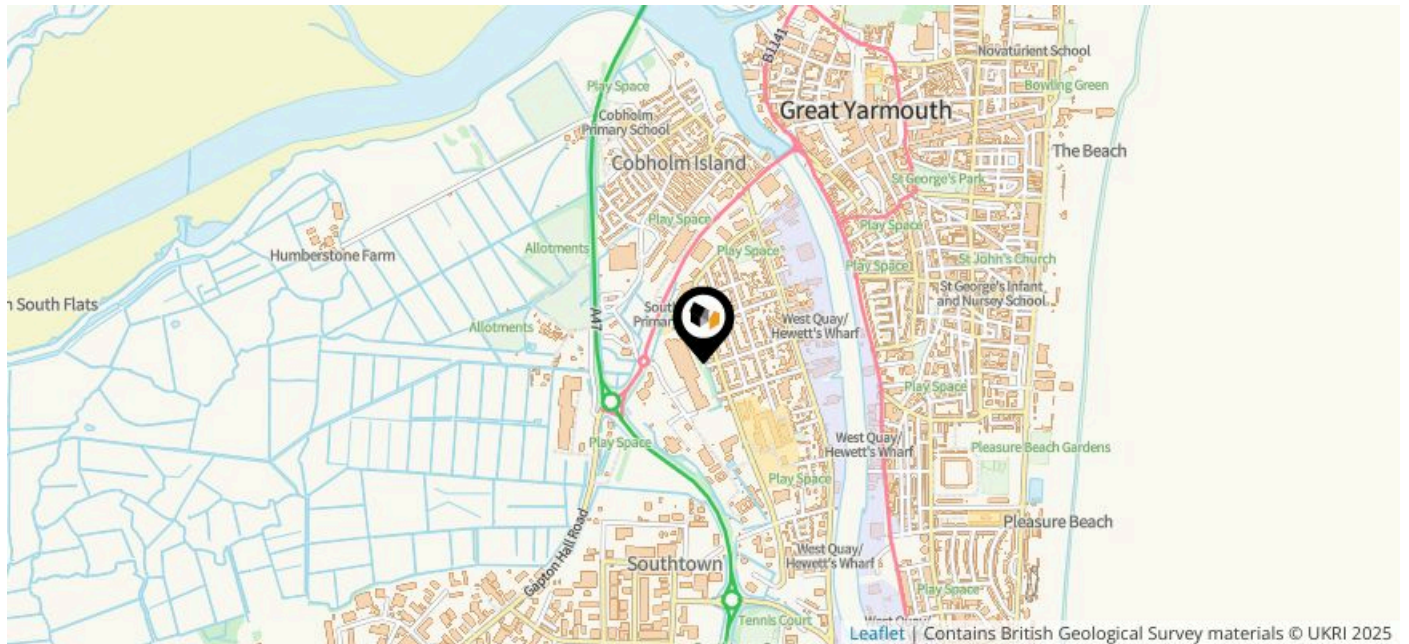 B1141
Novaturient School
Play Space
Bowling Green
Great Yarmouth
Cobholm
Primary School
The Beach
Cobholm Island
St George's Park
Play Space
Play Space
Allotments
Play Space
Humberstone Farm
St John's Church
Play Space
St George's Infant
and Nursey School
South Flats
A47
West Quay/
Hewett's Wharf
Allotments
Play Space
West Quay/
Hewett's Wharf
Play Space
Pleasure Beach Gardens
Play Space
Pleasure Beach
Gapton Hall Road
West Quay/
Hewett's Wharf
Southtown
Play Space
Tennis Court
Leaflet | Contains British Geological Survey materials © UKRI 2025